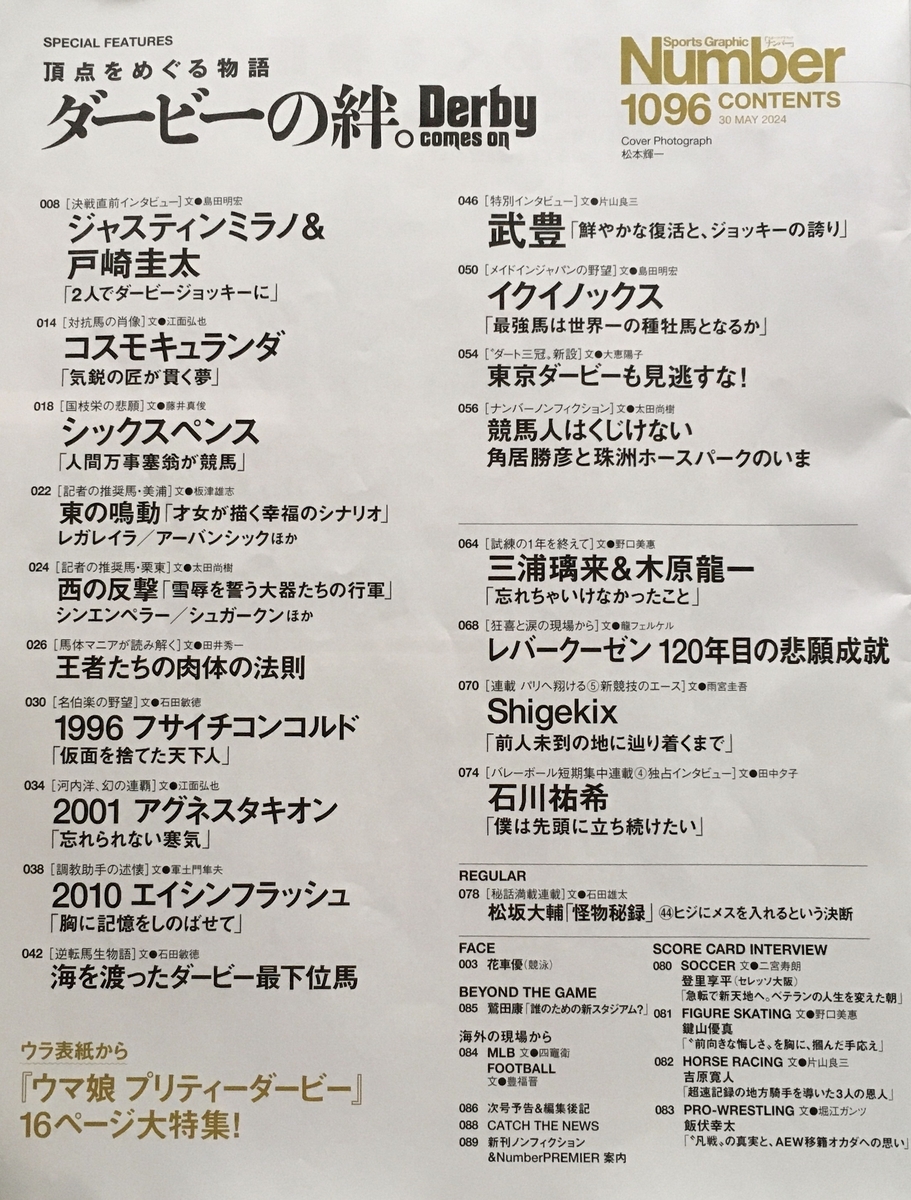 SPECIAL FEATURES
頂点をめぐる物語
ダービーの絆。Derby comes on
Sports Graphic
Number
1096 CONTENTS
30 MAY 2024
Cover Photograph
松本輝一
008 [決戦直前インタビュー] 文●島田明宏
ジャスティンミラノ&
戸崎圭太
「2人でダービージョッキーに」
014 [対抗馬の肖像] 文●江面弘也
コスモキュランダ
「気鋭の匠が貫く夢」
018 [国枝栄の悲願] 文●藤井真俊
シックスペンス
「人間万事塞翁が競馬」
022 [記者の推奨馬・美浦] 文●板津雄志
東の鳴動「才女が描く幸福のシナリオ」
レガレイラ/アーバンシックほか
024 [記者の推奨馬・栗東] 文●太田尚樹
西の反撃「雪辱を誓う大器たちの行軍」
シンエンペラー/シュガークンほか
026 [馬体マニアが読み解く] 文●田井秀一
王者たちの肉体の法則
030 [名伯楽の野望] 文●石田敏徳
1996 フサイチコンコルド
「仮面を捨てた天下人」
034 [河内洋、幻の連覇] 文●江面弘也
2001 アグネスタキオン
「忘れられない寒気」
038 [調教助手の述懐] 文●軍土門隼夫
2010 エイシンフラッシュ
「胸に記憶をしのばせて」
042 [逆転馬生物語] 文●石田敏徳
海を渡ったダービー最下位馬
ウラ表紙から
『ウマ娘 プリティーダービー』
16ページ大特集!
046 [特別インタビュー] 文●片山良三
武豊「鮮やかな復活と、ジョッキーの誇り」
050 [メイドインジャパンの野望] 文●島田明宏
イクイノックス
「最強馬は世界一の種牡馬となるか」
054 [〝ダート三冠〟新設] 文●大恵陽子
東京ダービーも見逃すな!
056 [ナンバーノンフィクション] 文●太田尚樹
競馬人はくじけない
角居勝彦と珠洲ホースパークのいま
064 [試練の1年を終えて] 文●野口美惠
三浦璃来&木原龍一
「忘れちゃいけなかったこと」
068 [狂喜と涙の現場から] 文●龍フェルケル
レバークーゼン 120年目の悲願成就
070 [連載 パリへ翔ける⑤新競技のエース] 文●雨宮圭吾
Shigekix
「前人未到の地に辿り着くまで」
074 [バレーボール短期集中連載④独占インタビュー] 文●田中夕子
石川祐希
「僕は先頭に立ち続けたい」
REGULAR
078 [秘話満載連載] 文●石田雄太
松坂大輔「怪物秘録」 ㊹ヒジにメスを入れるという決断
FACE
003 花車優(競泳)
BEYOND THE GAME
085 鷲田康「誰のための新スタジアム?」
海外の現場から
084 MLB 文●四竈衛
FOOTBALL
文●豊福晋
086 次号予告&編集後記
088 CATCH THE NEWS
089 新刊ノンフィクション
&NumberPREMIER 案内
SCORE CARD INTERVIEW
080 SOCCER 文●二宮寿朗
登里享平(セレッソ大阪)
「急転で新天地へ。ベテランの人生を変えた朝」
081 FIGURE SKATING 文●野口美惠
鍵山優真
「〝前向きな悔しさ〟を胸に、掴んだ手応え」
082 HORSE RACING 文●片山良三
吉原寛人
「超速記録の地方騎手を導いた3人の恩人」
083 PRO-WRESTLING 文●堀江ガンツ
飯伏幸太
「〝凡戦〟の真実と、AEW移籍オカダへの思い」